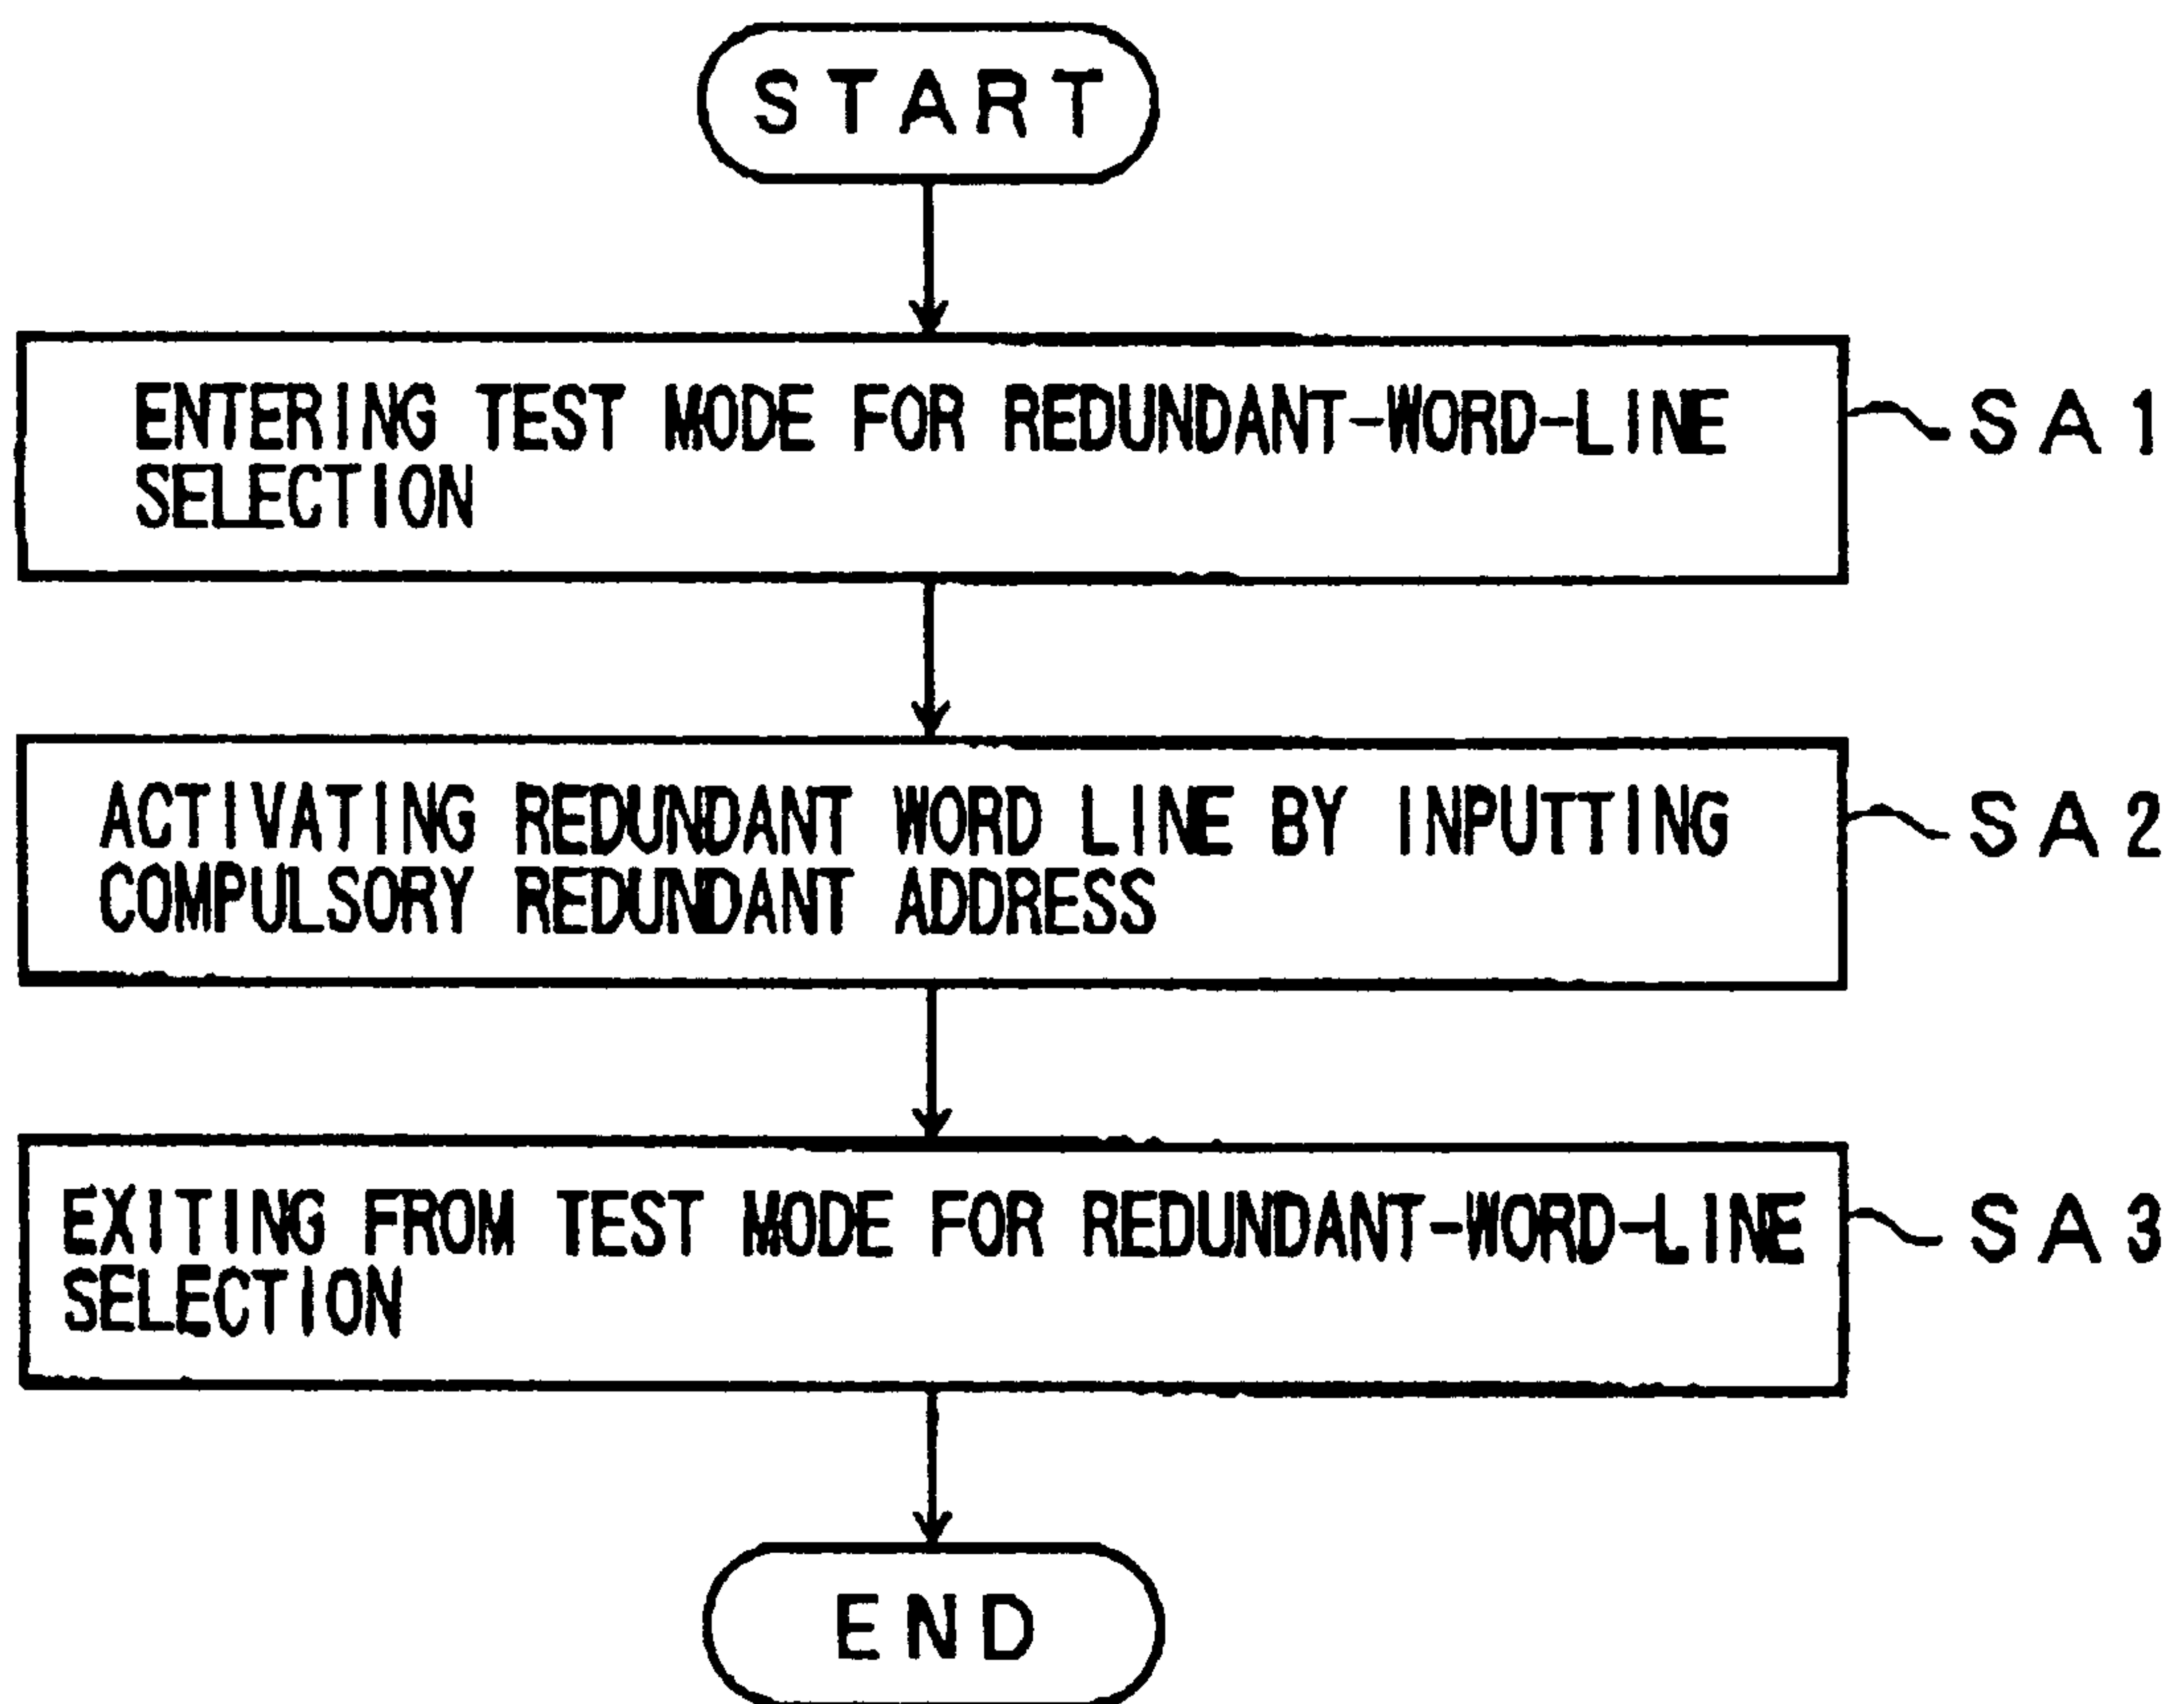 START
ENTERING TEST MODE FOR REDUNDANT-WORD-LINE
SELECTION
SA1
ACTIVATING REDUNDANT WORD LINE BY INPUTTING
COMPULSORY REDUNDANT ADDRESS
SA2
EXITING FROM TEST MODE FOR REDUNDANT-WORD-LINE
SELECTION
SA3
END